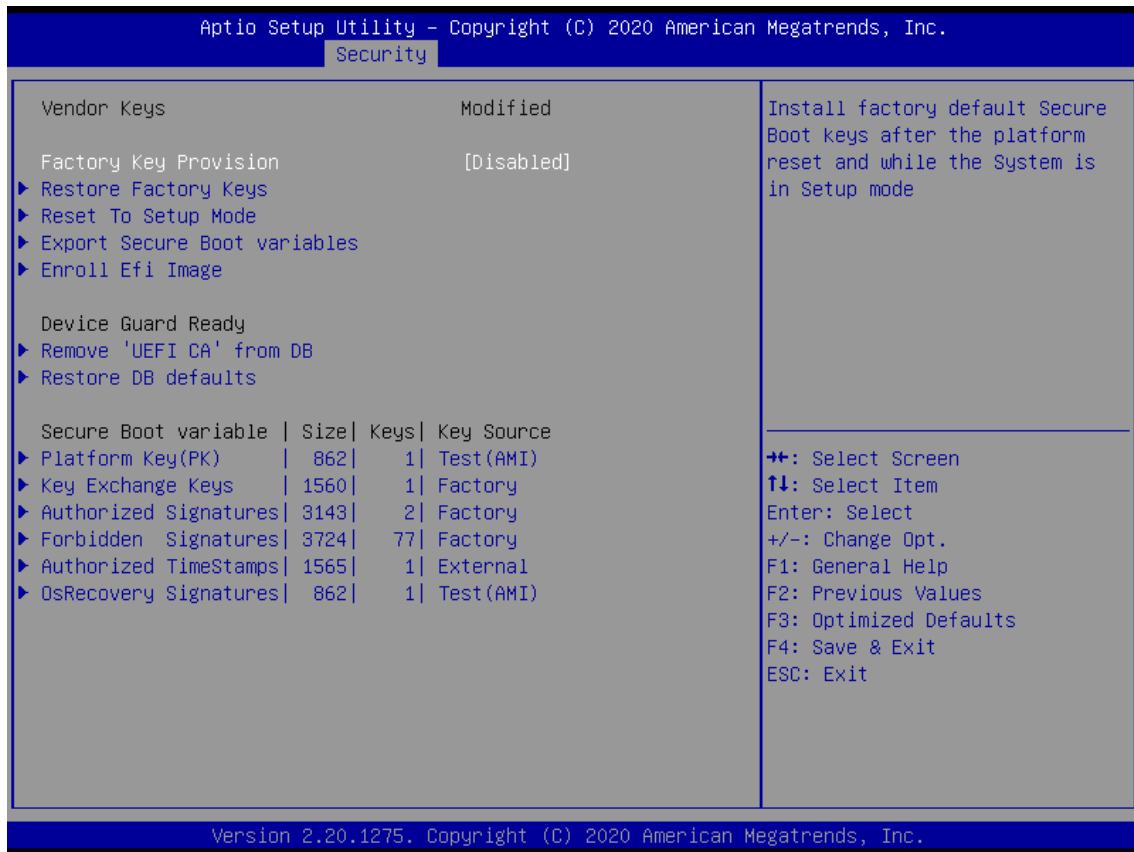 Aptio Setup Utility – Copyright (C) 2020 American Megatrends, Inc.
Security
Vendor Keys Modified
Factory Key Provision [Disabled]
Restore Factory Keys
Reset To Setup Mode
Export Secure Boot variables
Enroll Efi Image
Device Guard Ready
Remove 'UEFI CA' from DB
Restore DB defaults
Secure Boot variable | Size| Keys| Key Source
Platform Key(PK) | 862| 1| Test(AMI)
Key Exchange Keys | 1560| 1| Factory
Authorized Signatures| 3143| 2| Factory
Forbidden Signatures| 3724| 77| Factory
Authorized TimeStamps| 1565| 1| External
OsRecovery Signatures| 862| 1| Test(AMI)
Install factory default Secure
Boot keys after the platform
reset and while the System is
in Setup mode
→←: Select Screen
↑↓: Select Item
Enter: Select
+/-: Change Opt.
F1: General Help
F2: Previous Values
F3: Optimized Defaults
F4: Save & Exit
ESC: Exit
Version 2.20.1275. Copyright (C) 2020 American Megatrends, Inc.